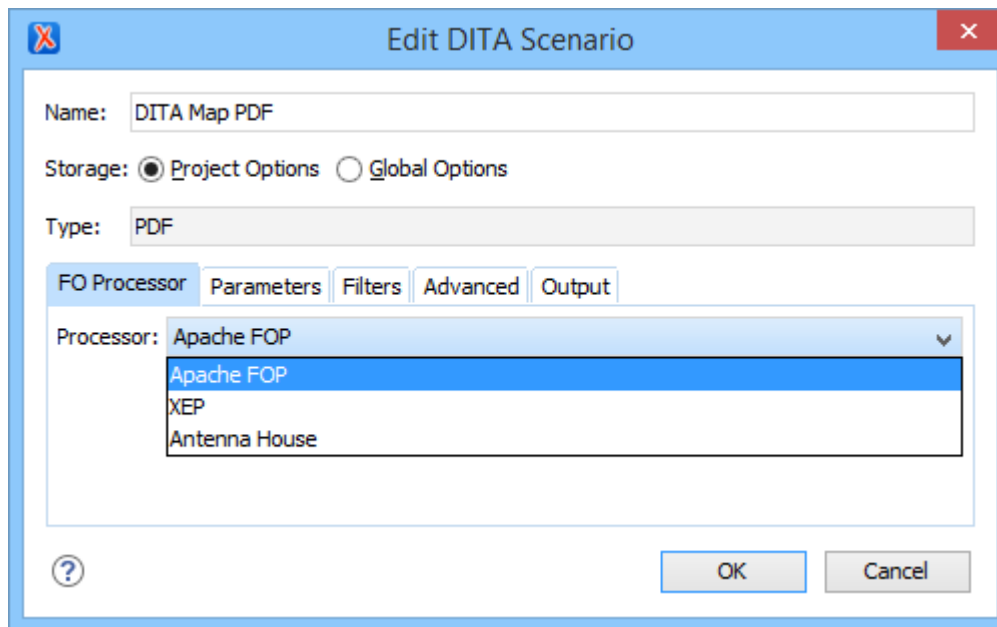 Edit DITA Scenario
Name: DITA Map PDF
Storage: Project Options Global Options
Type: PDF
FO Processor Parameters Filters Advanced Output
Processor: Apache FOP
Apache FOP
XEP
Antenna House
? OK Cancel